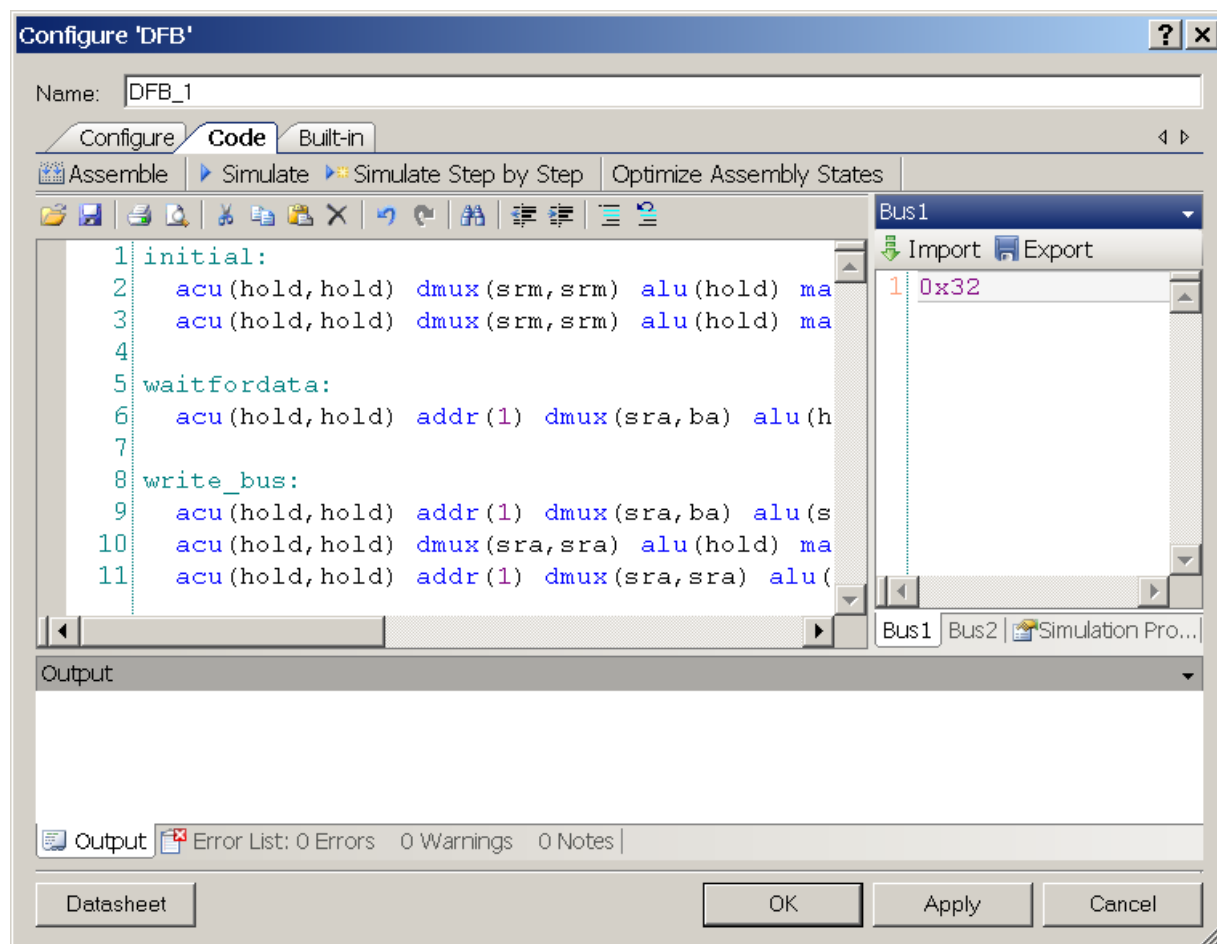 Configure 'DFB'
Name: DFB_1
Configure Code Built-in
Assemble Simulate Simulate Step by Step Optimize Assembly States
1 initial:
2 acu(hold,hold) dmux(srm,srm) alu(hold) ma
3 acu(hold,hold) dmux(srm,srm) alu(hold) ma
4
5 waitfordata:
6 acu(hold,hold) addr(1) dmux(sra,ba) alu(h
7
8 write_bus:
9 acu(hold,hold) addr(1) dmux(sra,ba) alu(s
10 acu(hold,hold) dmux(sra,sra) alu(hold) ma
11 acu(hold,hold) addr(1) dmux(sra,sra) alu(
Bus1
Import Export
1 0x32
Bus1 Bus2 Simulation Pro...
Output
Output Error List: 0 Errors 0 Warnings 0 Notes
Datasheet OK Apply Cancel